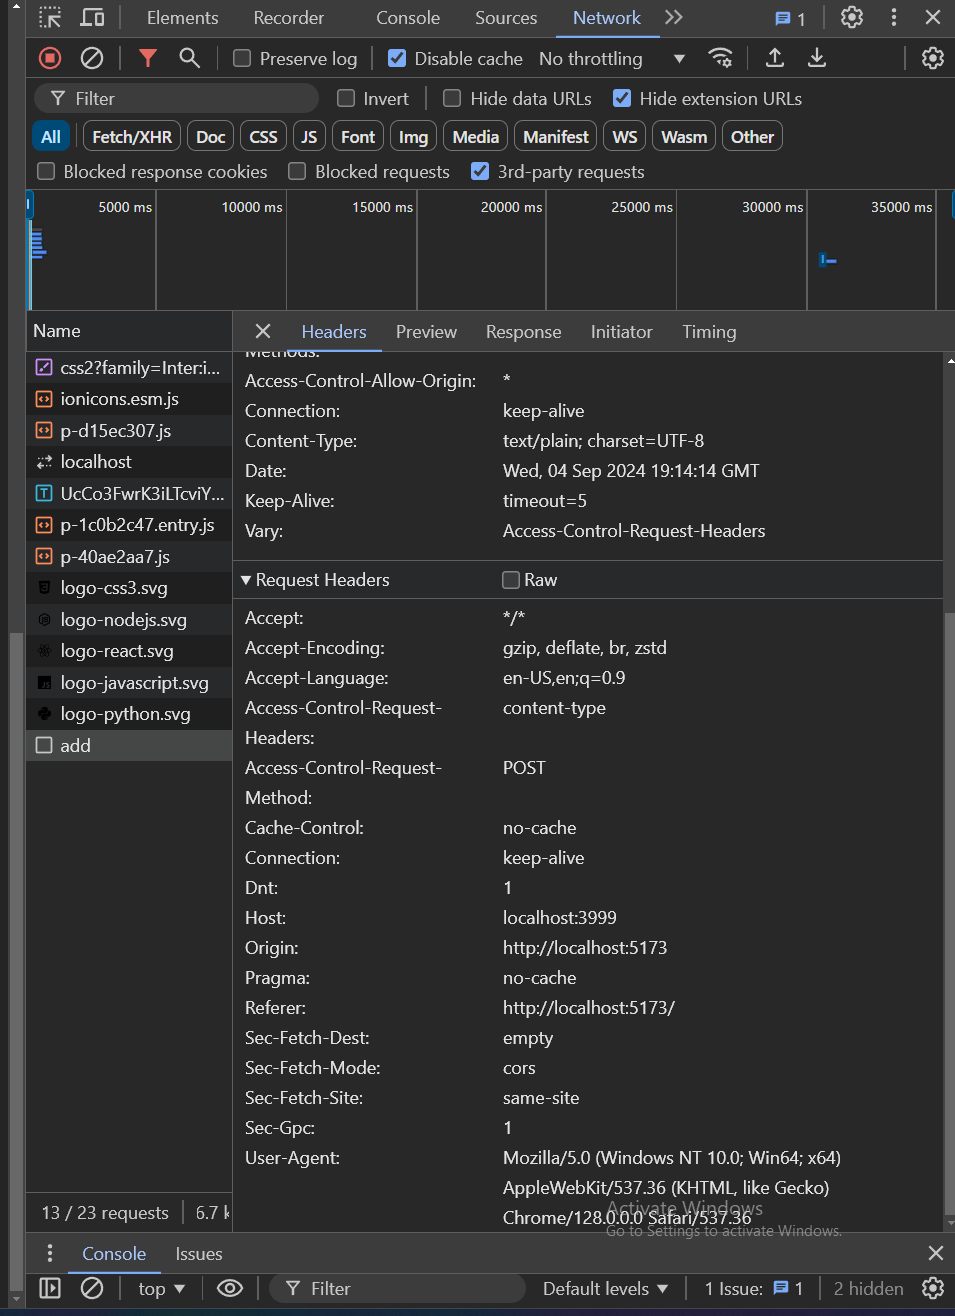 Elements Recorder Console Sources Network 1
Preserve log Disable cache No throttling
Filter Invert Hide data URLs Hide extension URLs
All Fetch/XHR Doc CSS JS Font Img Media Manifest WS Wasm Other
Blocked response cookies Blocked requests 3rd-party requests
5000 ms 10000 ms 15000 ms 20000 ms 25000 ms 30000 ms 35000 ms
Name
css2?family=Inter:i...
ionicons.esm.js
p-d15ec307.js
localhost
UcCo3FwrK3iLTcviY...
p-1c0b2c47.entry.js
p-40ae2aa7.js
logo-css3.svg
logo-nodejs.svg
logo-react.svg
logo-javascript.svg
logo-python.svg
add
13 / 23 requests 6.7 k
Headers Preview Response Initiator Timing
Methods:
Access-Control-Allow-Origin: *
Connection: keep-alive
Content-Type: text/plain; charset=UTF-8
Date: Wed, 04 Sep 2024 19:14:14 GMT
Keep-Alive: timeout=5
Vary: Access-Control-Request-Headers
Request Headers Raw
Accept: */*
Accept-Encoding: gzip, deflate, br, zstd
Accept-Language: en-US,en;q=0.9
Access-Control-Request- content-type
Headers:
Access-Control-Request- POST
Method:
Cache-Control: no-cache
Connection: keep-alive
Dnt: 1
Host: localhost:3999
Origin: http://localhost:5173
Pragma: no-cache
Referer: http://localhost:5173/
Sec-Fetch-Dest: empty
Sec-Fetch-Mode: cors
Sec-Fetch-Site: same-site
Sec-Gpc: 1
User-Agent: Mozilla/5.0 (Windows NT 10.0; Win64; x64)
AppleWebKit/537.36 (KHTML, like Gecko)
Chrome/128.0.0.0 Safari/537.36
Activate Windows
Go to Settings to activate Windows.
Console Issues
top Filter Default levels 1 Issue: 1 2 hidden